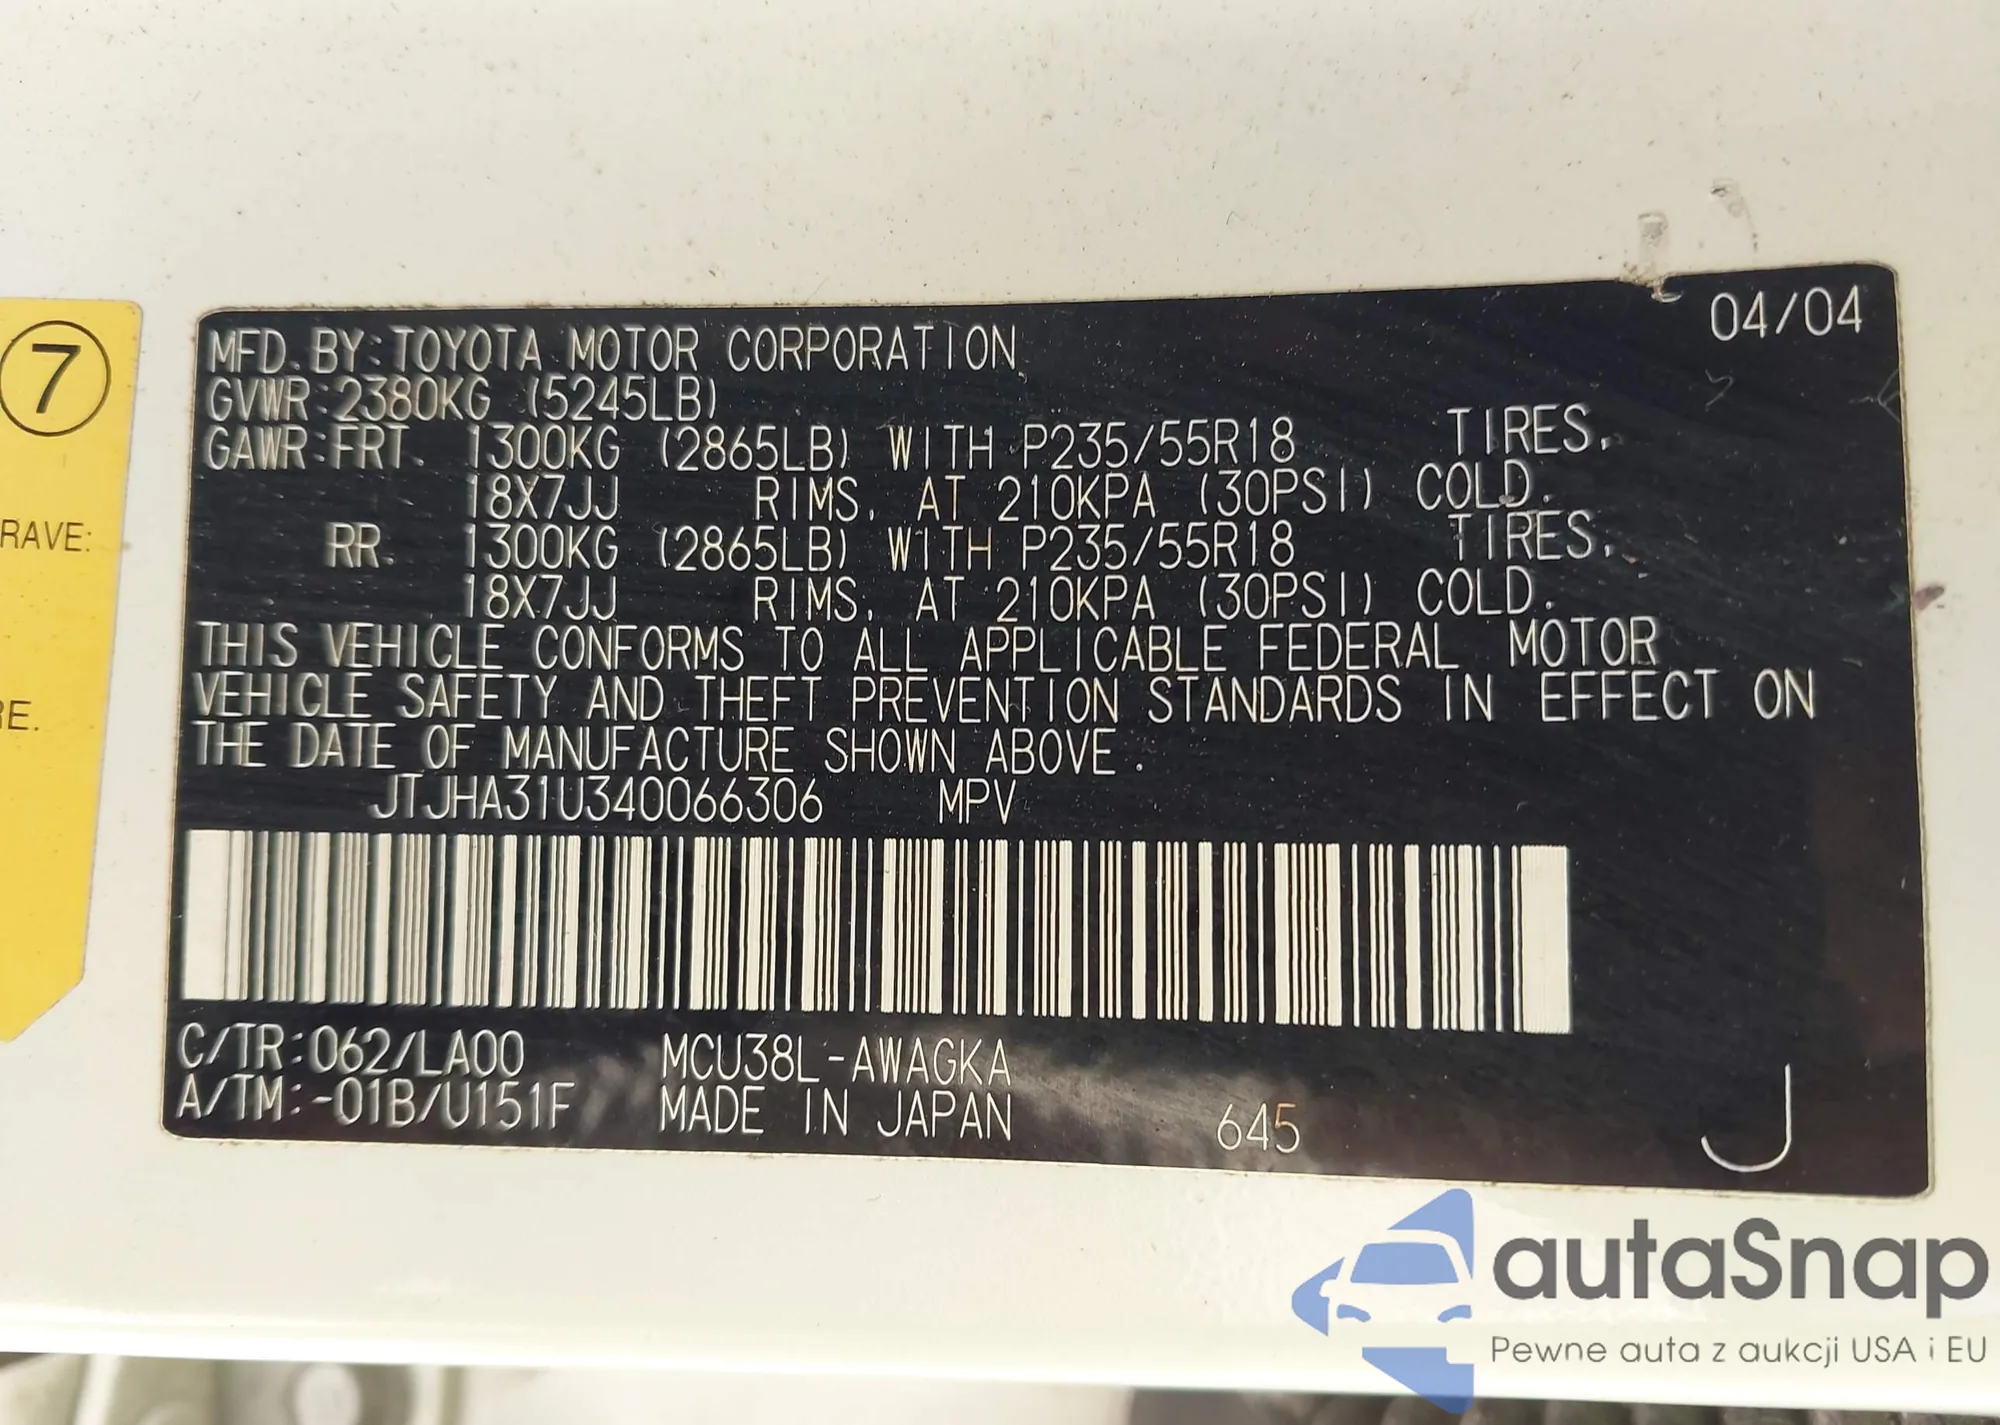 7
RAVE:
RE.
04/04
MFD. BY:TOYOTA MOTOR CORPORATION
GVWR:2380KG (5245LB)
GAWR:FRT. 1300KG (2865LB) WITH P235/55R18 TIRES,
18X7JJ RIMS, AT 210KPA (30PSI) COLD.
RR. 1300KG (2865LB) WITH P235/55R18 TIRES,
18X7JJ RIMS, AT 210KPA (30PSI) COLD.
THIS VEHICLE CONFORMS TO ALL APPLICABLE FEDERAL MOTOR
VEHICLE SAFETY AND THEFT PREVENTION STANDARDS IN EFFECT ON
THE DATE OF MANUFACTURE SHOWN ABOVE.
JTJHA31U340066306 MPV
C/TR:062/LA00 MCU38L-AWAGKA
A/TM:-01B/U151F MADE IN JAPAN 645 J
autaSnap
Pewne auta z aukcji USA i EU